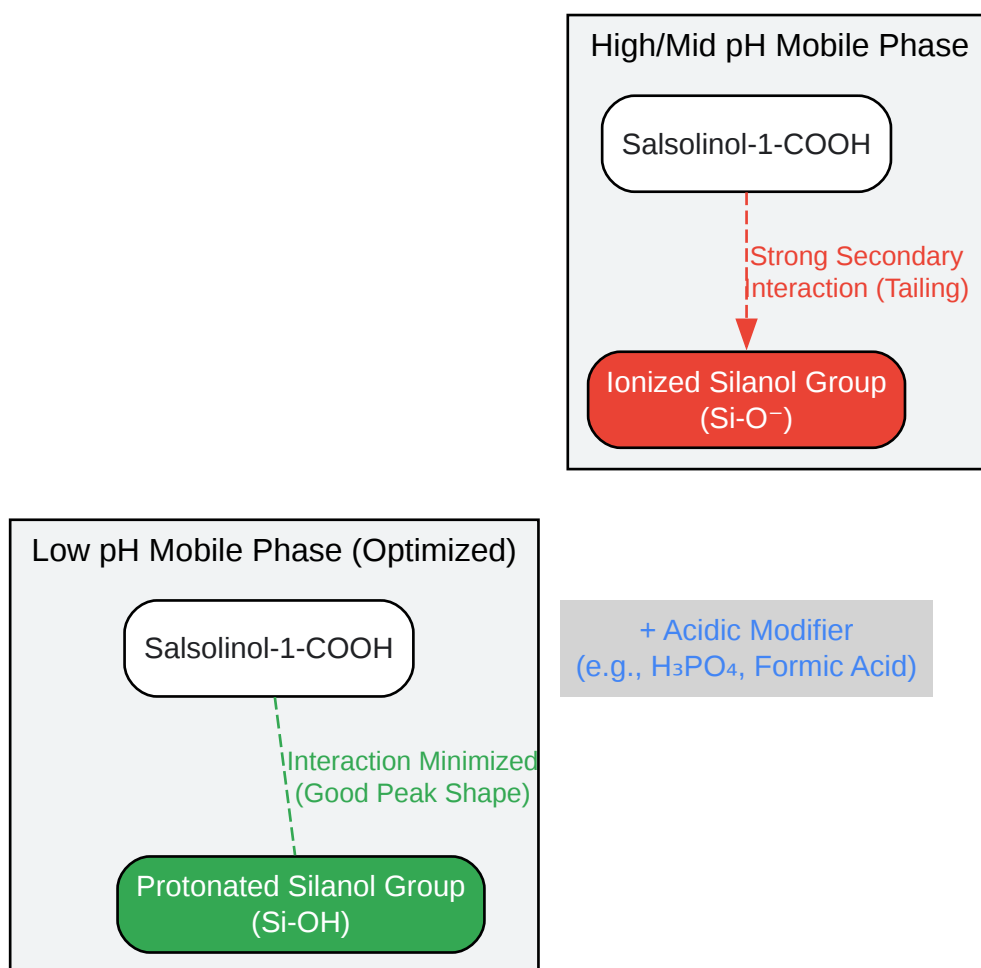 High/Mid pH Mobile Phase
Salsolinol-1-COOH
Strong Secondary
Interaction (Tailing)
Ionized Silanol Group
(Si-O⁻)
Low pH Mobile Phase (Optimized)
Salsolinol-1-COOH
+ Acidic Modifier
(e.g., H₃PO₄, Formic Acid)
Interaction Minimized
(Good Peak Shape)
Protonated Silanol Group
(Si-OH)